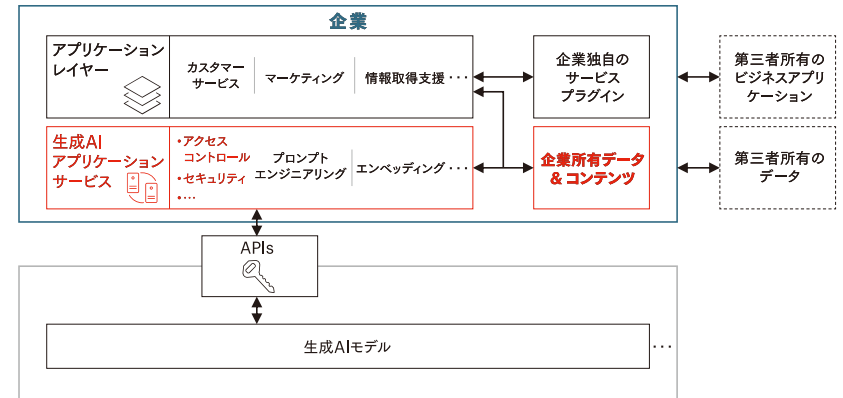 企業
アプリケーション
レイヤー
カスタマー
サービス
マーケティング
情報取得支援 ･･･
企業独自の
サービス
プラグイン
第三者所有の
ビジネスアプリ
ケーション
生成AI
アプリケーション
サービス
・アクセス
コントロール
・セキュリティ
・…
プロンプト
エンジニアリング
エンベッディング ･･･
企業所有データ
& コンテンツ
第三者所有の
データ
APIs
生成AIモデル
･･･